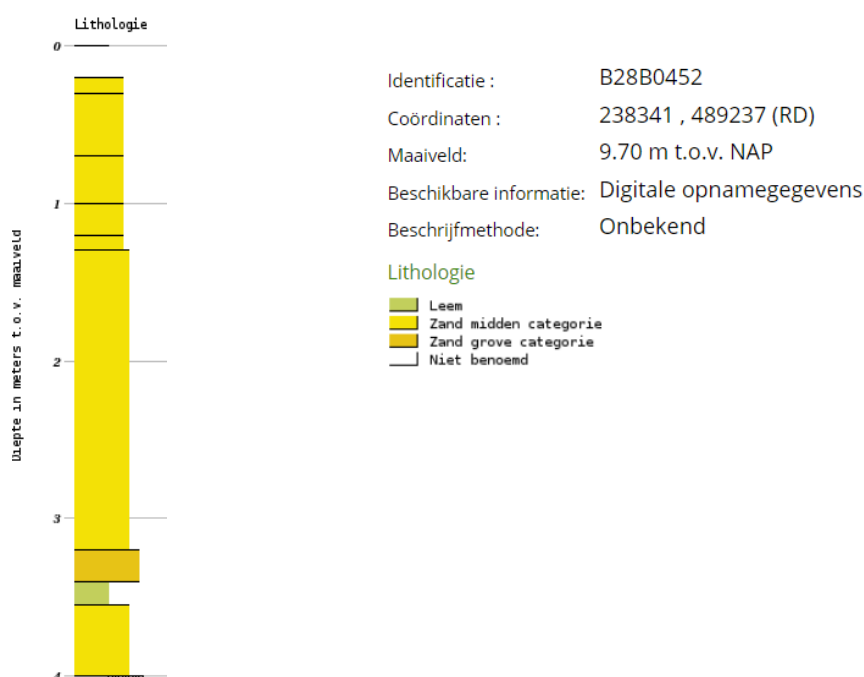 Lithologie
0
1
2
3
4
Diepte in meters t.o.v. maaiveld
Identificatie : B28B0452
Coördinaten : 238341 , 489237 (RD)
Maaiveld: 9.70 m t.o.v. NAP
Beschikbare informatie: Digitale opnamegegevens
Beschrijfmethode: Onbekend
Lithologie
Leem
Zand midden categorie
Zand grove categorie
Niet benoemd